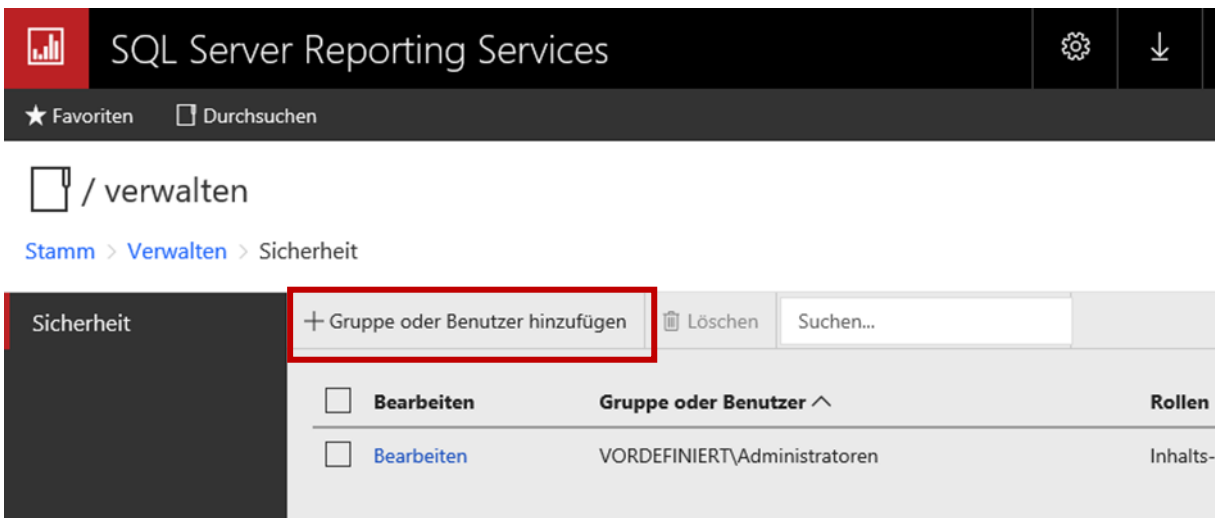 SQL Server Reporting Services
Favoriten Durchsuchen
/ verwalten
Stamm > Verwalten > Sicherheit
Sicherheit
+ Gruppe oder Benutzer hinzufügen Löschen Suchen...
Bearbeiten Gruppe oder Benutzer Rollen
Bearbeiten VORDEFINIERT\Administratoren Inhalts-